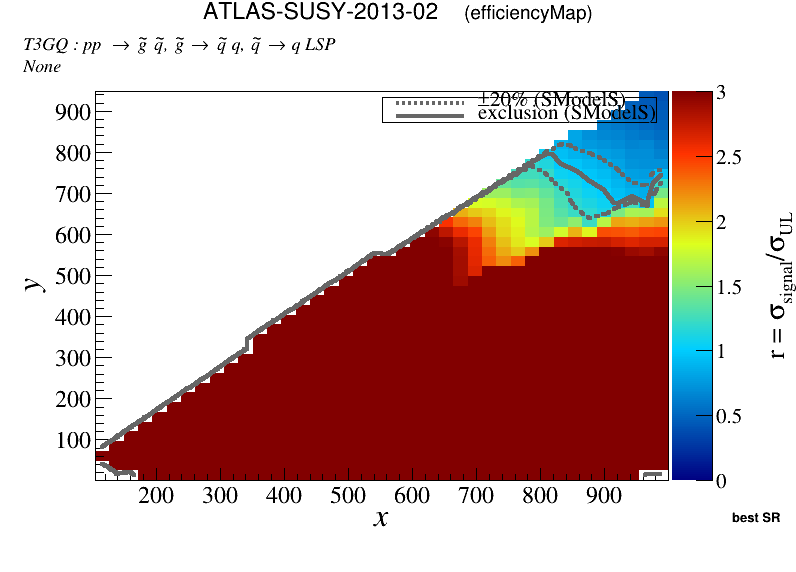 ATLAS-SUSY-2013-02 (efficiencyMap)
T3GQ : pp → g̃ q̃, g̃ → q̃ q, q̃ → q LSP
None
±20% (SModelS)
exclusion (SModelS)
900
800
700
600
500
400
300
200
100
y
200 300 400 500 600 700 800 900
x
3
2.5
2
1.5
1
0.5
0
r = σsignal/σUL
best SR